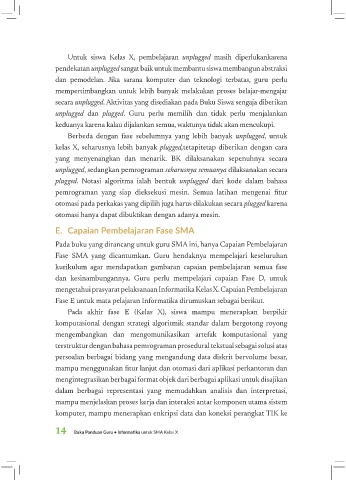 Untuk siswa Kelas X, pembelajaran unplugged masih diperlukankarena
pendekatan unplugged sangat baik untuk membantu siswa membangun abstraksi
dan pemodelan. Jika sarana komputer dan teknologi terbatas, guru perlu
mempertimbangkan untuk lebih banyak melakukan proses belajar-mengajar
secara unplugged. Aktivitas yang disediakan pada Buku Siswa sengaja diberikan
unplugged dan plugged. Guru perlu memilih dan tidak perlu menjalankan
keduanya karena kalau dijalankan semua, waktunya tidak akan mencukupi.
Berbeda dengan fase sebelumnya yang lebih banyak unplugged, untuk
kelas X, seharusnya lebih banyak plugged,tetapitetap diberikan dengan cara
yang menyenangkan dan menarik. BK dilaksanakan sepenuhnya secara
unplugged, sedangkan pemrograman seharusnya semuanya dilaksanakan secara
plugged. Notasi algoritma ialah bentuk unplugged dari kode dalam bahasa
pemrograman yang siap dieksekusi mesin. Semua latihan mengenai fitur
otomasi pada perkakas yang dipilih juga harus dilakukan secara plugged karena
otomasi hanya dapat dibuktikan dengan adanya mesin.
E. Capaian Pembelajaran Fase SMA
Pada buku yang dirancang untuk guru SMA ini, hanya Capaian Pembelajaran
Fase SMA yang dicantumkan. Guru hendaknya mempelajari keseluruhan
kurikulum agar mendapatkan gambaran capaian pembelajaran semua fase
dan kesinambungannya. Guru perlu mempelajari capaian Fase D, untuk
mengetahui prasyarat pelaksanaan Informatika Kelas X. Capaian Pembelajaran
Fase E untuk mata pelajaran Informatika dirumuskan sebagai berikut.
Pada akhir fase E (Kelas X), siswa mampu menerapkan berpikir
komputasional dengan strategi algoritmik standar dalam bergotong royong
mengembangkan dan mengomunikasikan artefak komputasional yang
terstruktur dengan bahasa pemrograman prosedural tekstual sebagai solusi atas
persoalan berbagai bidang yang mengandung data diskrit bervolume besar,
mampu menggunakan fitur lanjut dan otomasi dari aplikasi perkantoran dan
mengintegrasikan berbagai format objek dari berbagai aplikasi untuk disajikan
dalam berbagai representasi yang memudahkan analisis dan interpretasi,
mampu menjelaskan proses kerja dan interaksi antar komponen utama sistem
komputer, mampu menerapkan enkripsi data dan koneksi perangkat TIK ke
14 Buku Panduan Guru • Informatika untuk SMA Kelas X